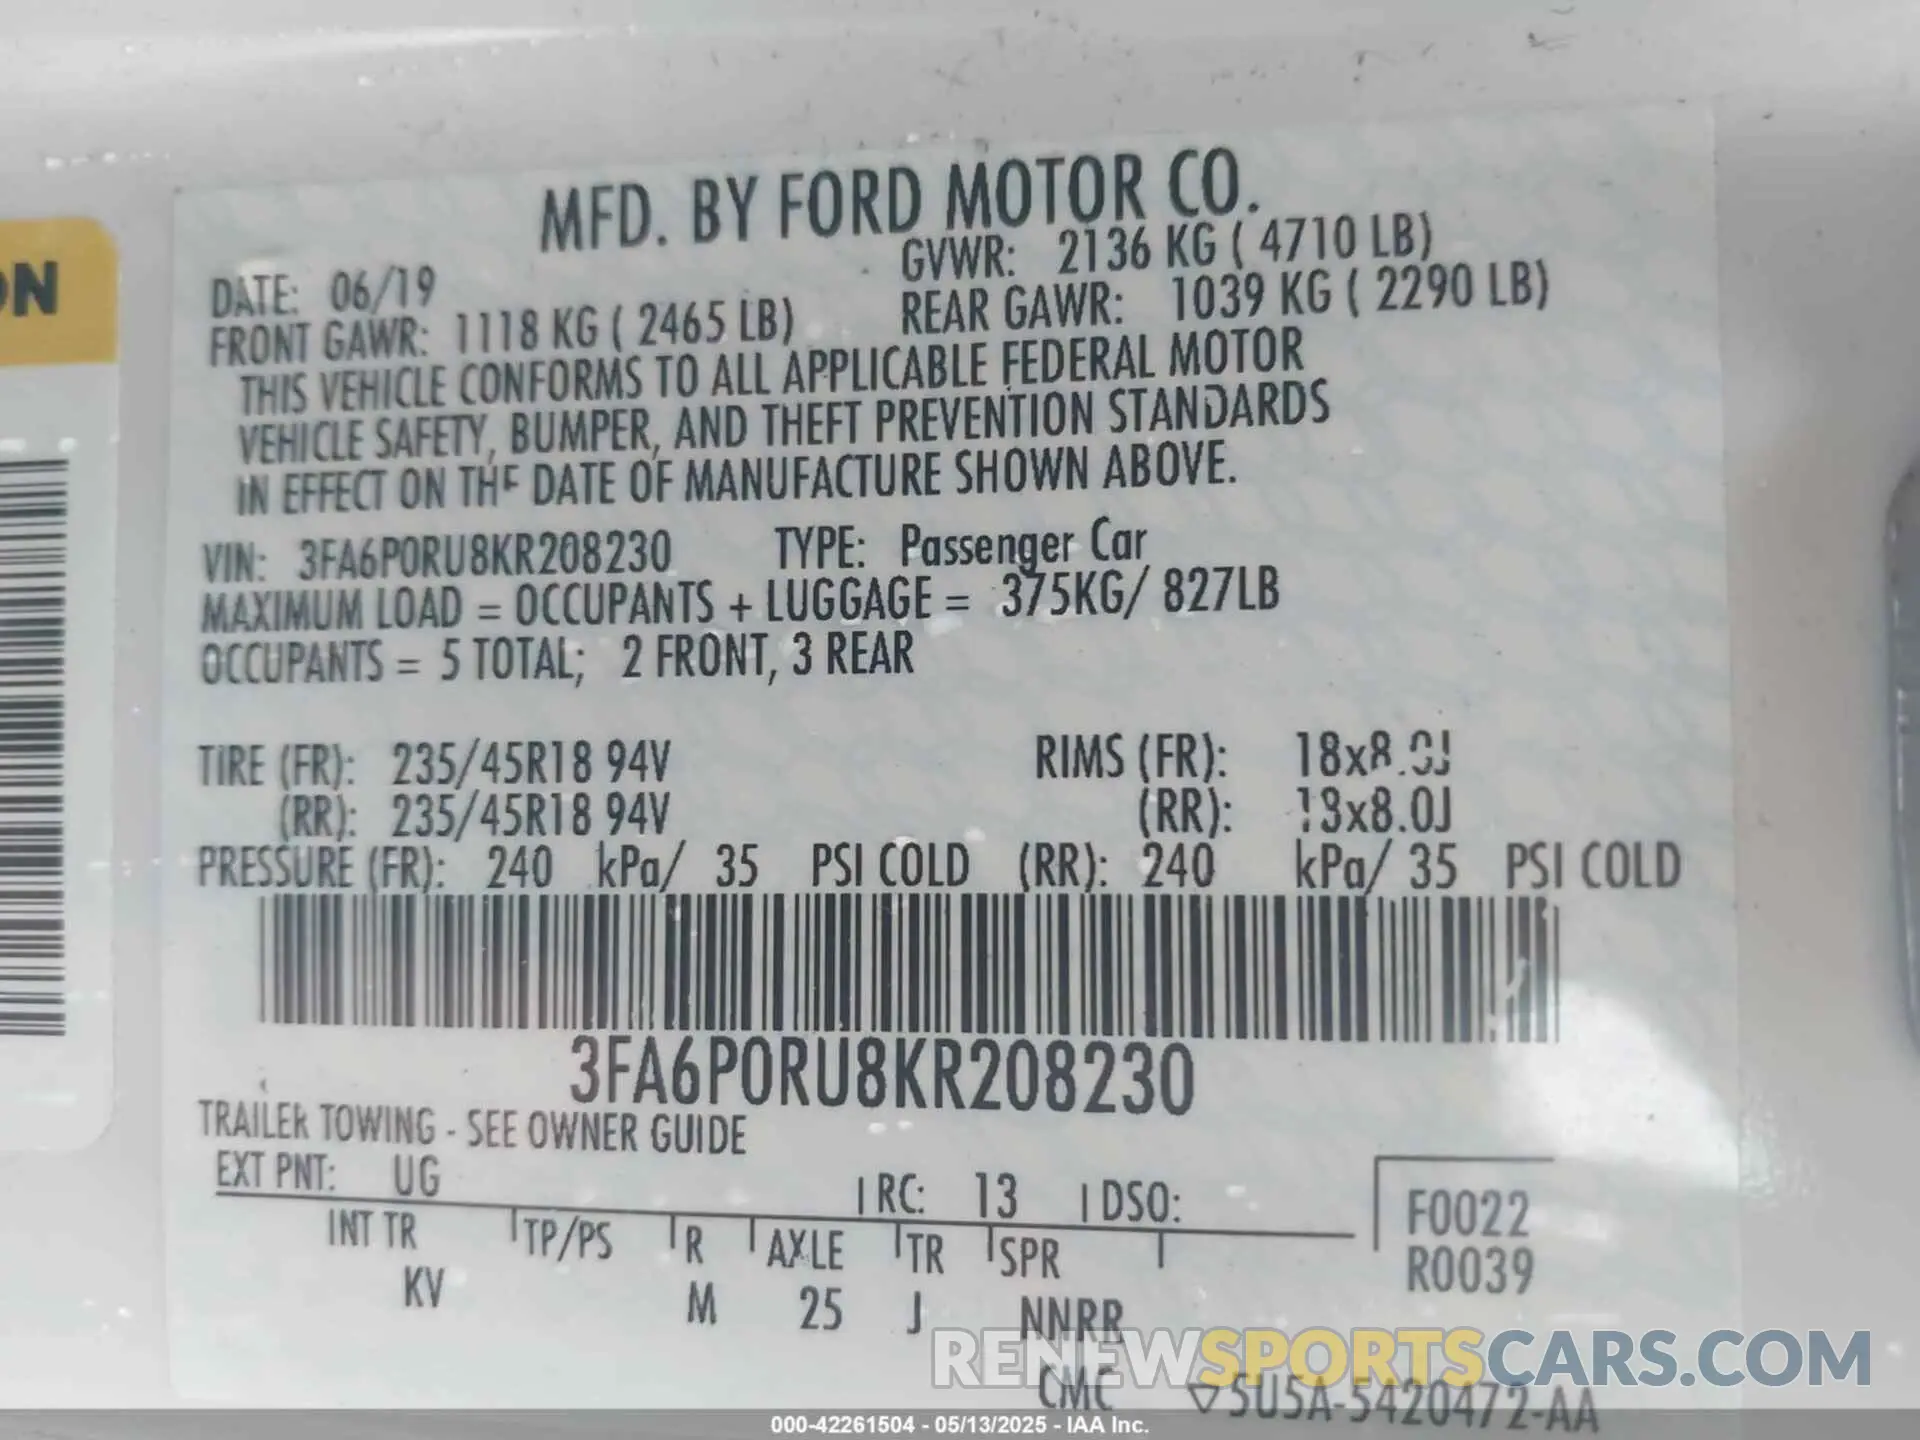 ON
MFD. BY FORD MOTOR CO.
DATE: 06/19 GVWR: 2136 KG ( 4710 LB)
FRONT GAWR: 1118 KG ( 2465 LB) REAR GAWR: 1039 KG ( 2290 LB)
THIS VEHICLE CONFORMS TO ALL APPLICABLE FEDERAL MOTOR
VEHICLE SAFETY, BUMPER, AND THEFT PREVENTION STANDARDS
IN EFFECT ON THE DATE OF MANUFACTURE SHOWN ABOVE.
VIN: 3FA6P0RU8KR208230 TYPE: Passenger Car
MAXIMUM LOAD = OCCUPANTS + LUGGAGE = 375KG/ 827LB
OCCUPANTS = 5 TOTAL; 2 FRONT, 3 REAR
TIRE (FR): 235/45R18 94V RIMS (FR): 18x8.0J
(RR): 235/45R18 94V (RR): 18x8.0J
PRESSURE (FR): 240 kPa/ 35 PSI COLD (RR): 240 kPa/ 35 PSI COLD
3FA6P0RU8KR208230
TRAILER TOWING - SEE OWNER GUIDE
EXT PNT: UG RC: 13 DSO: F0022
INT TR TP/PS R AXLE TR SPR R0039
KV M 25 J NNRR
RENEWSPORTSCARS.COM
CMC 5U5A-5420472-AA
000-42261504 - 05/13/2025 - IAA Inc.